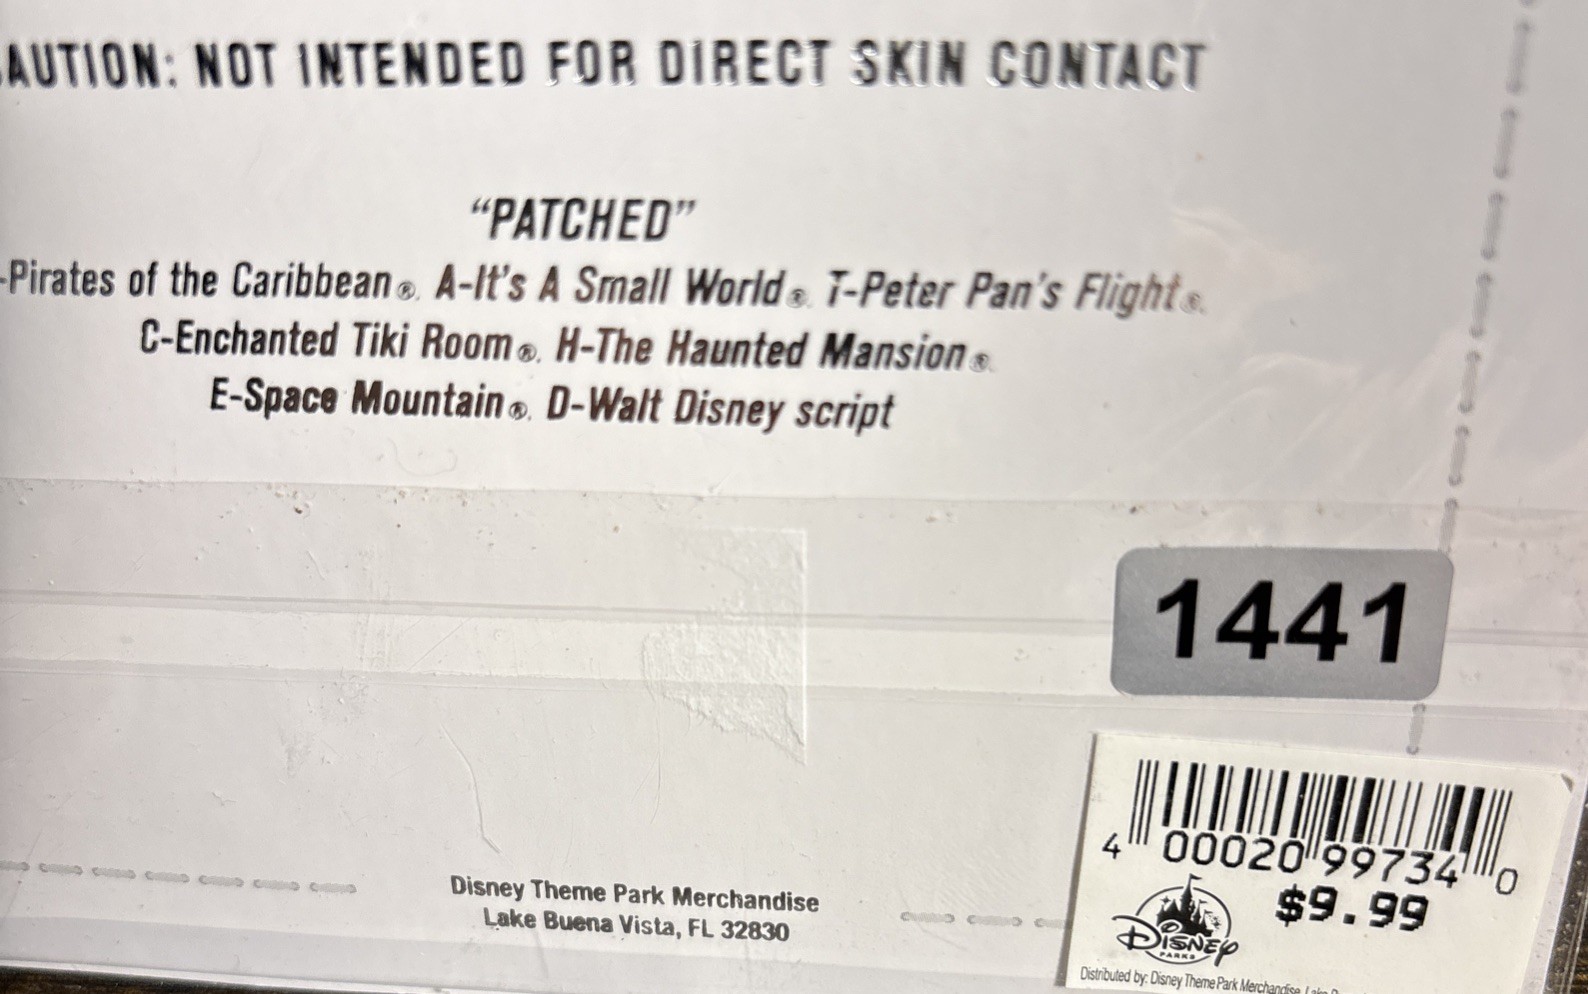 AUTION: NOT INTENDED FOR DIRECT SKIN CONTACT
“PATCHED”
-Pirates of the Caribbean®. A-It's A Small World®. T-Peter Pan's Flight®.
C-Enchanted Tiki Room®. H-The Haunted Mansion®.
E-Space Mountain®. D-Walt Disney script
1441
4 00020 99734 0
$9.99
Disney
PARKS
Distributed by: Disney Theme Park Merchandise, Lake
Disney Theme Park Merchandise
Lake Buena Vista, FL 32830